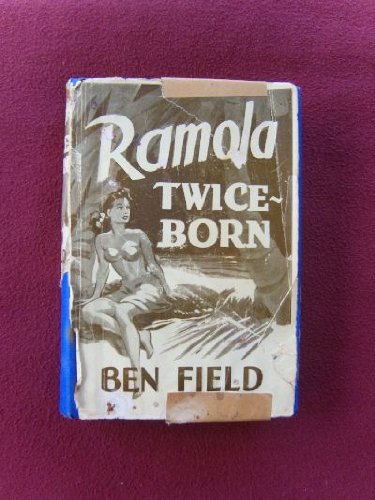 Ramola
TWICE~
BORN
BEN FIELD